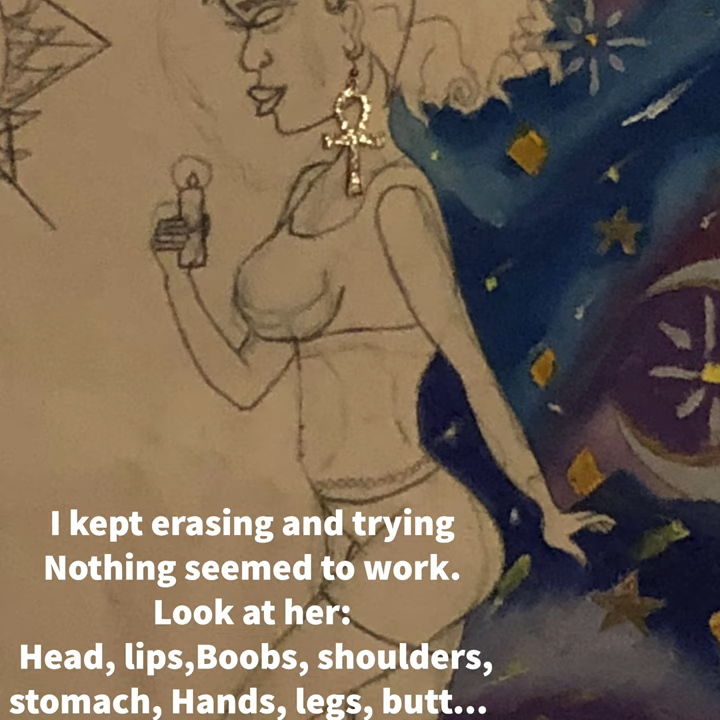 I kept erasing and trying
Nothing seemed to work.
Look at her:
Head, lips,Boobs, shoulders,
stomach, Hands, legs, butt...